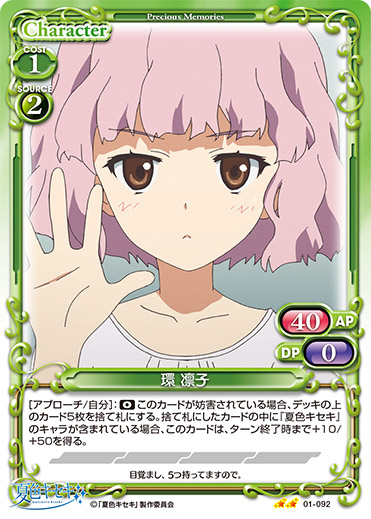 Precious Memories
Character
COST
1
SOURCE
2
40 AP
DP 0
環 凛子
[アプローチ/自分]:0このカードが妨害されている場合、デッキの上
のカード5枚を捨て札にする。捨て札にしたカードの中に「夏色キセキ」
のキャラが含まれている場合、このカードは、ターン終了時まで+10/
+50を得る。
目覚まし、5つ持ってますので。
夏色キセキ
©「夏色キセキ」製作委員会
01-092